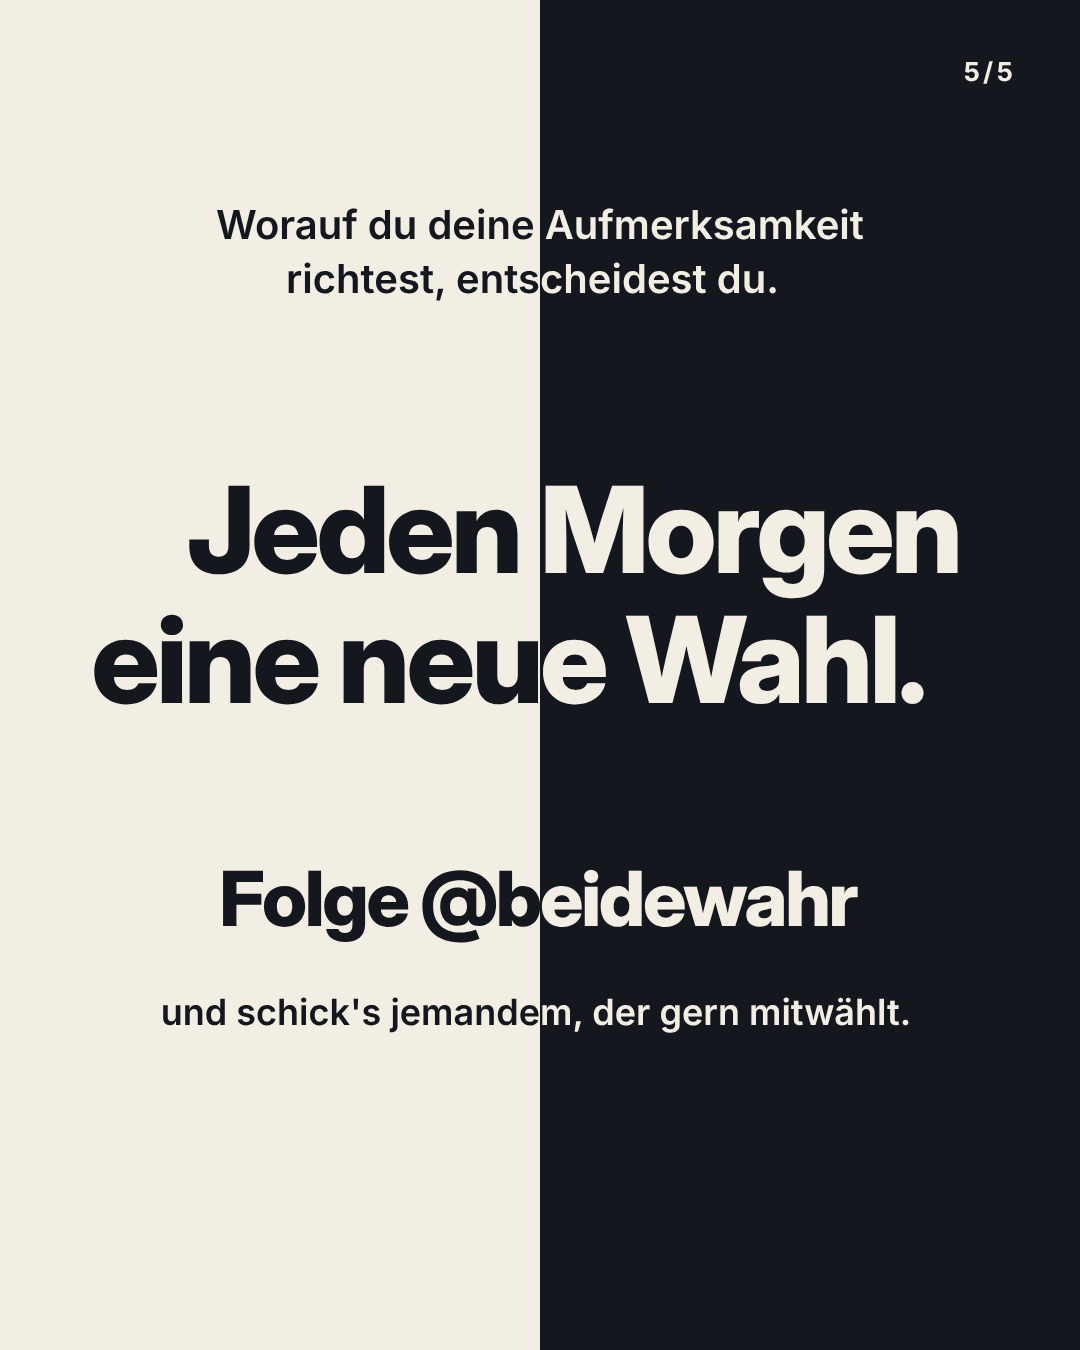 5/5
Worauf du deine Aufmerksamkeit
richtest, entscheidest du.
Jeden Morgen
eine neue Wahl.
Folge @beidewahr
und schick's jemandem, der gern mitwählt.